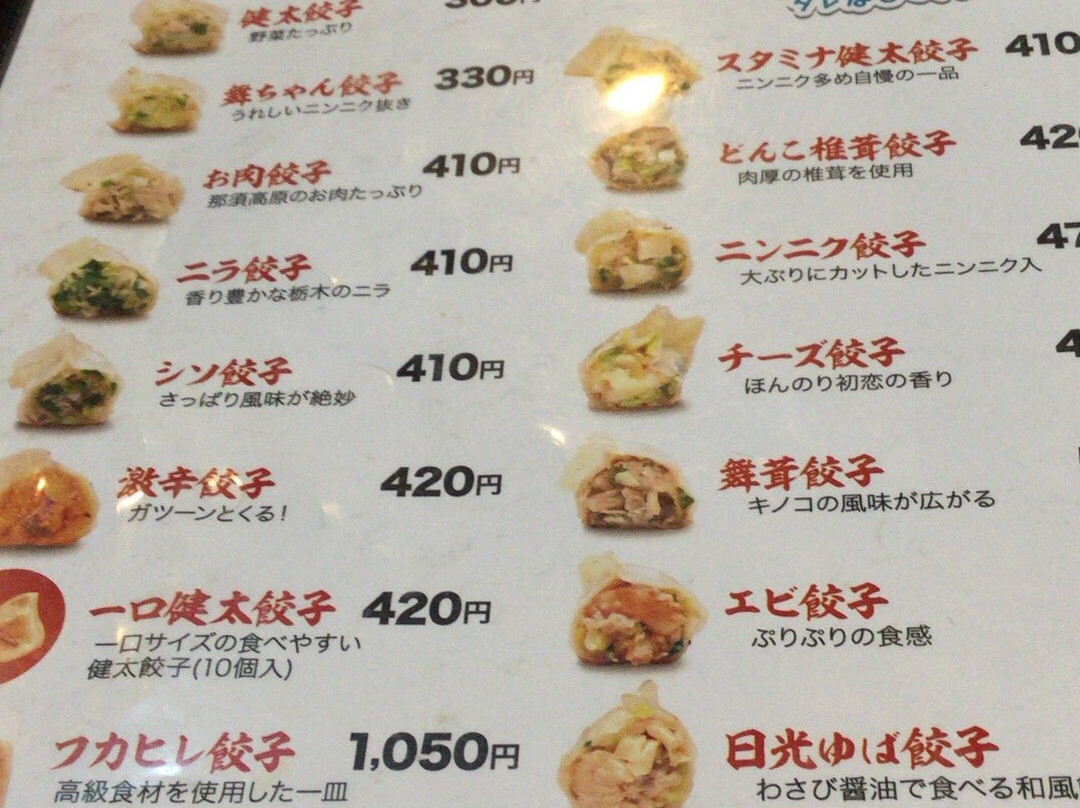 健太餃子
野菜たっぷり
舞ちゃん餃子 330円
うれしいニンニク抜き
お肉餃子 410円
那須高原のお肉たっぷり
ニラ餃子 410円
香り豊かな栃木のニラ
シソ餃子 410円
さっぱり風味が絶妙
激辛餃子 420円
ガツーンとくる!
一口健太餃子 420円
一口サイズの食べやすい
健太餃子(10個入)
フカヒレ餃子 1,050円
高級食材を使用した一皿
スタミナ健太餃子 410
ニンニク多め自慢の一品
どんこ椎茸餃子 420
肉厚の椎茸を使用
ニンニク餃子 47
大ぶりにカットしたニンニク入
チーズ餃子 4
ほんのり初恋の香り
舞茸餃子
キノコの風味が広がる
エビ餃子
ぷりぷりの食感
日光ゆば餃子
わさび醤油で食べる和風